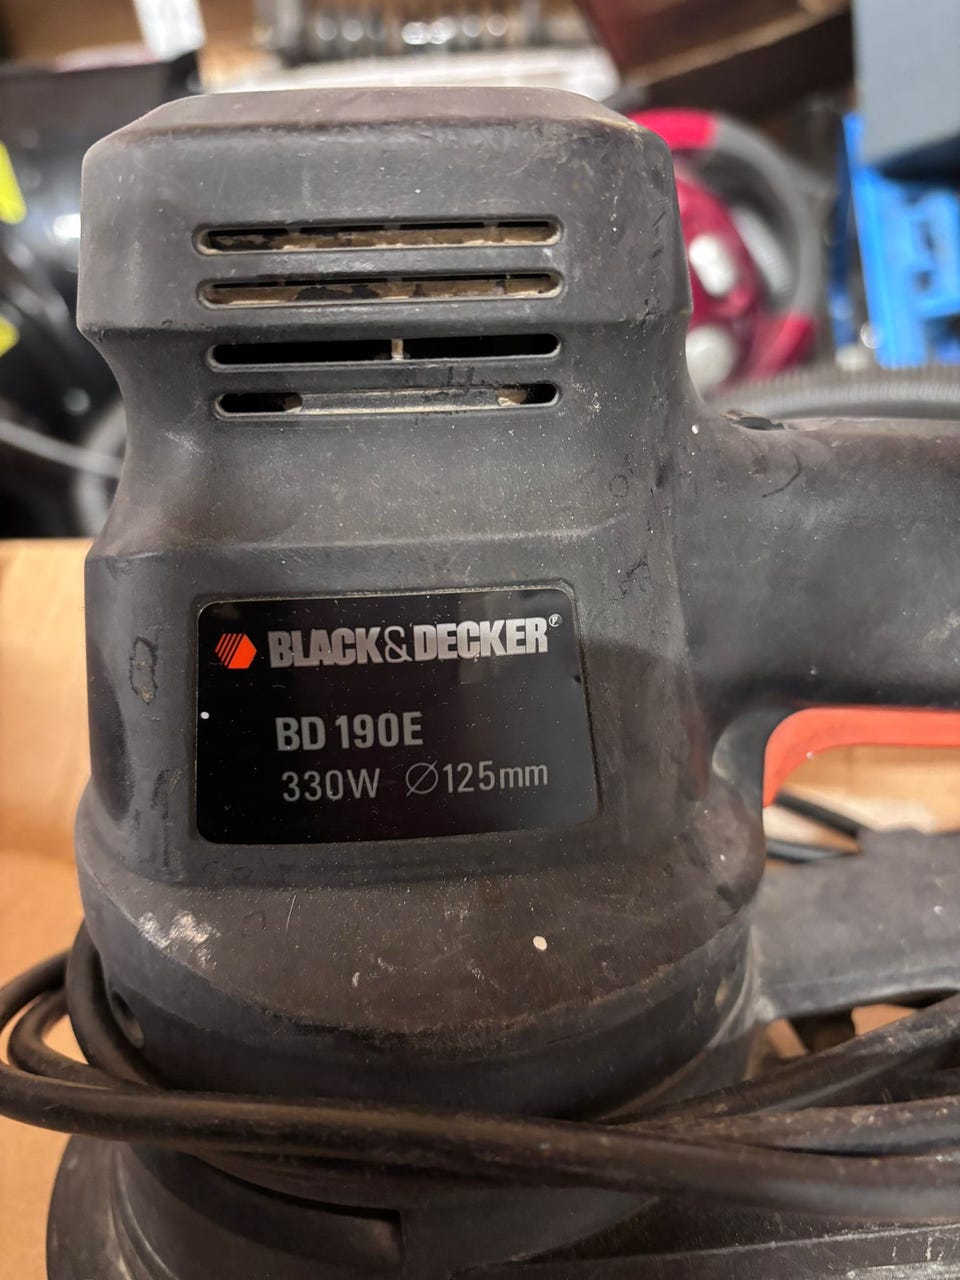 BLACK&DECKER®
BD 190E
330W ∅125mm